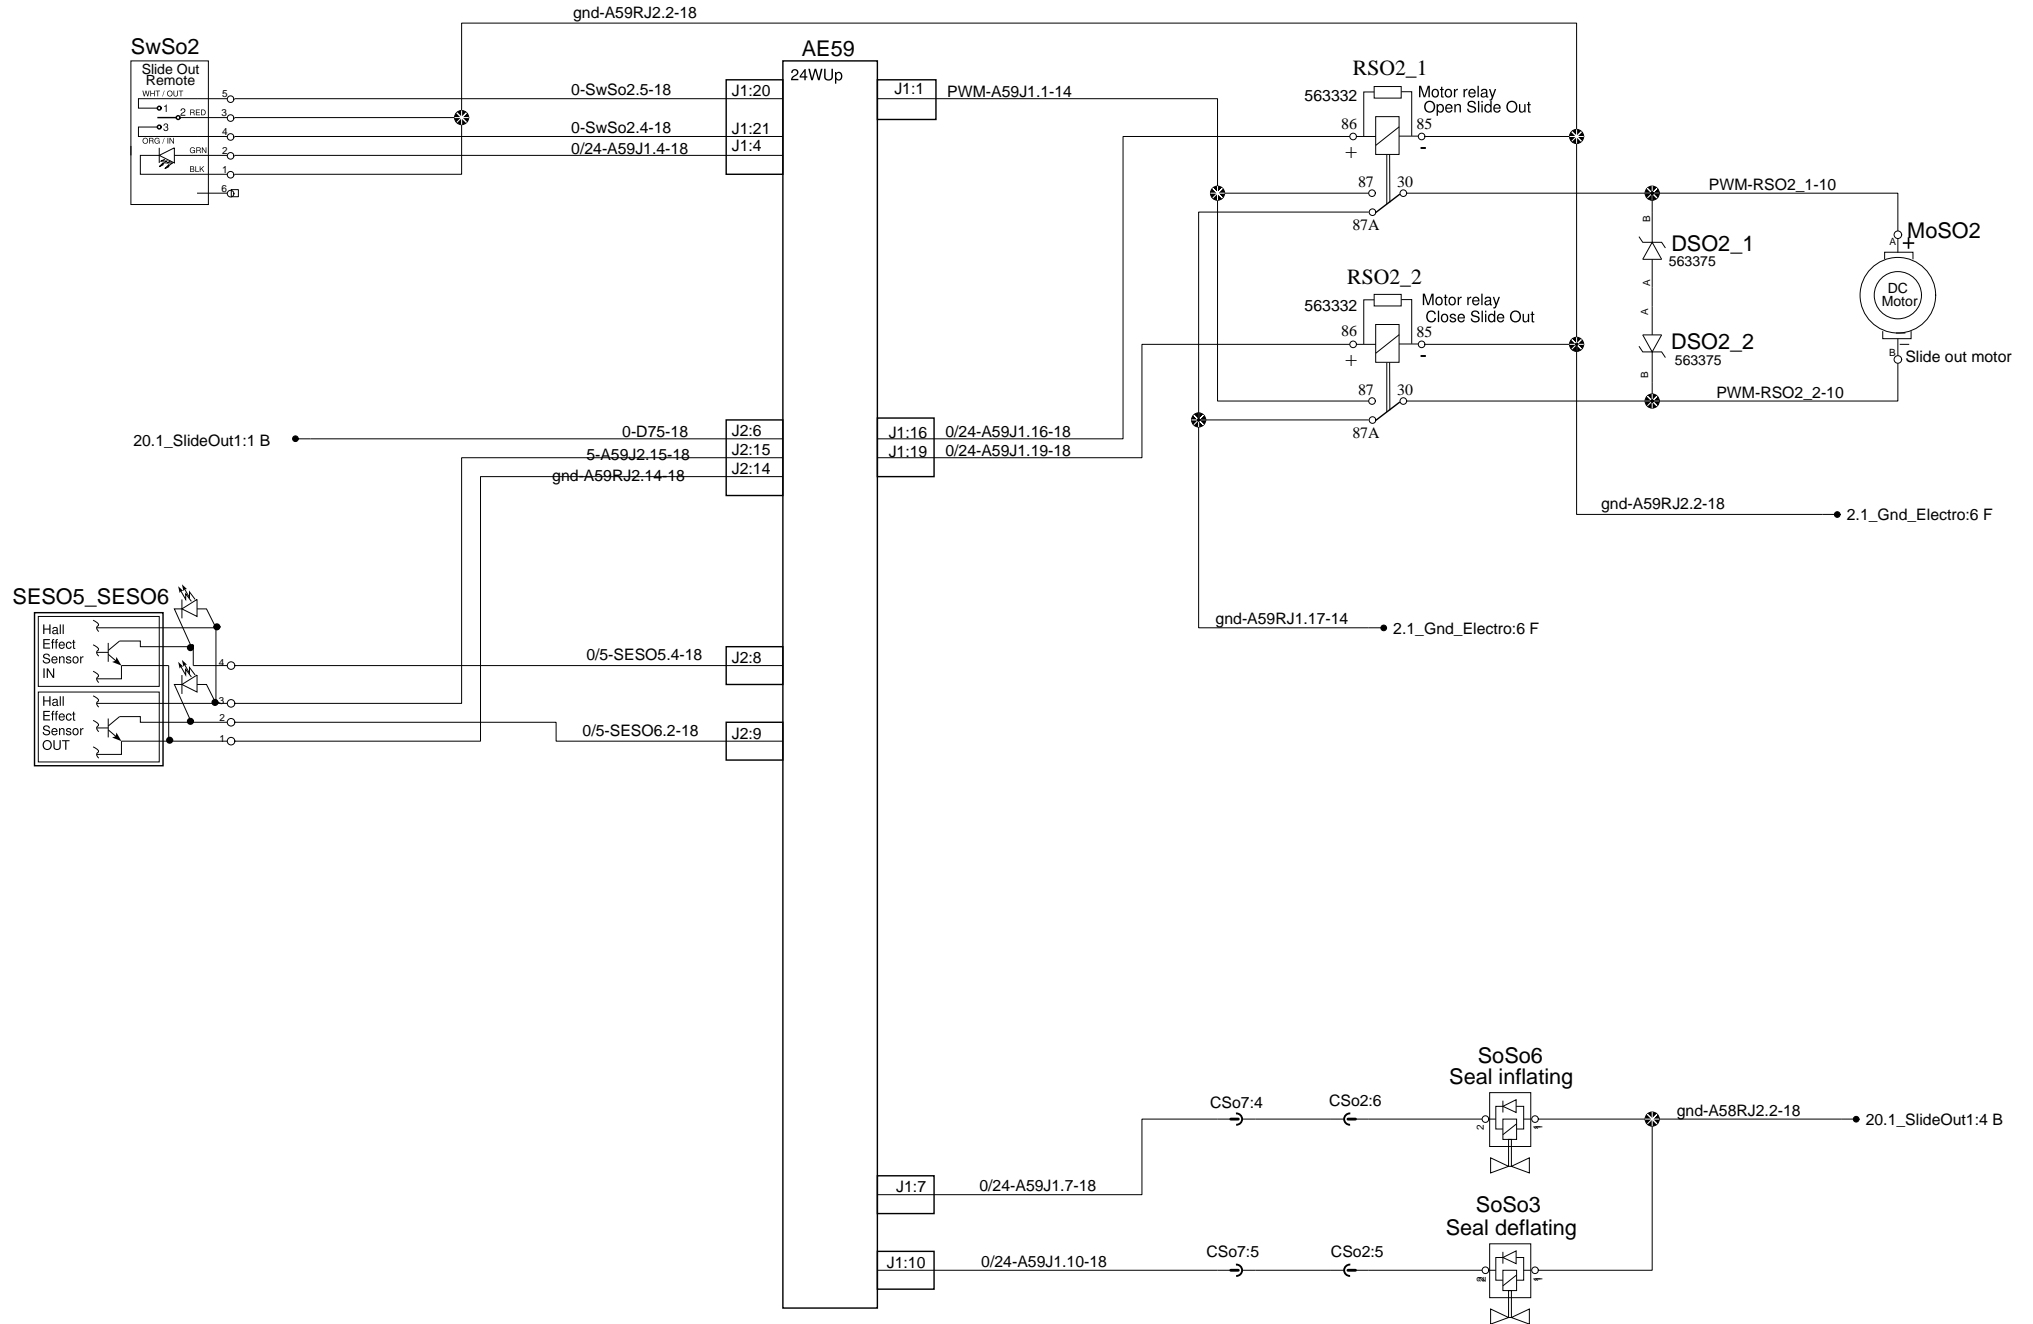 gnd-A59RJ2.2-18
SwSo2
Slide Out
Remote
WHT / OUT
5
1
2 RED
3
3
4
ORG / IN
GRN
2
BLK
1
6
0-SwSo2.5-18
0-SwSo2.4-18
0/24-A59J1.4-18
J1:20
J1:21
J1:4
AE59
24WUp
J1:1
PWM-A59J1.1-14
RSO2_1
563332
Motor relay
Open Slide Out
86
85
+
-
87
30
87A
PWM-RSO2_1-10
B
DSO2_1
563375
A
A
DSO2_2
563375
B
MoSO2
A
+
DC
Motor
–
B
Slide out motor
RSO2_2
563332
Motor relay
Close Slide Out
86
85
+
-
87
30
87A
PWM-RSO2_2-10
20.1_SlideOut1:1 B
0-D75-18
5-A59J2.15-18
gnd-A59RJ2.14-18
J2:6
J2:15
J2:14
J1:16
J1:19
0/24-A59J1.16-18
0/24-A59J1.19-18
gnd-A59RJ2.2-18
2.1_Gnd_Electro:6 F
gnd-A59RJ1.17-14
2.1_Gnd_Electro:6 F
SESO5_SESO6
Hall
Effect
Sensor
IN
Hall
Effect
Sensor
OUT
4
3
2
1
0/5-SESO5.4-18
J2:8
0/5-SESO6.2-18
J2:9
SoSo6
Seal inflating
CSo7:4
CSo2:6
2
1
gnd-A58RJ2.2-18
20.1_SlideOut1:4 B
J1:7
0/24-A59J1.7-18
SoSo3
Seal deflating
J1:10
0/24-A59J1.10-18
CSo7:5
CSo2:5
1